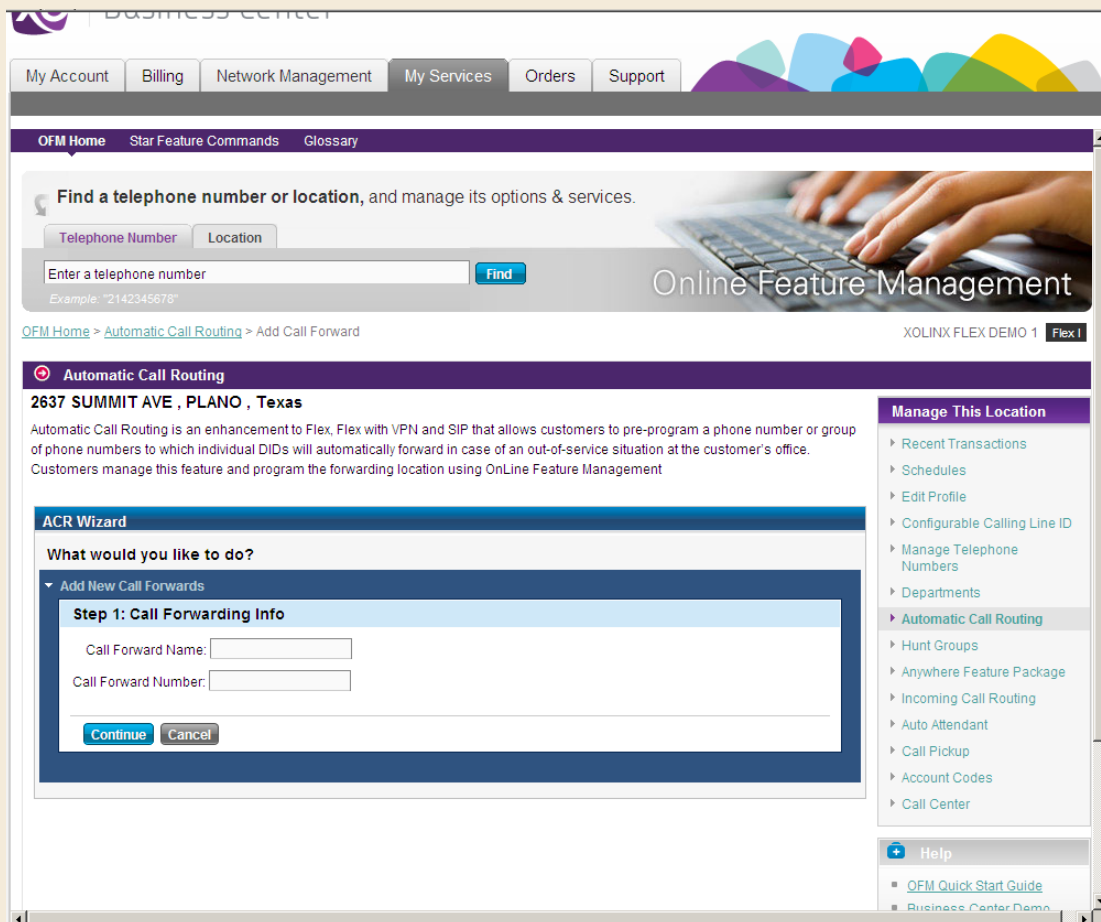 XO Business Center
My Account Billing Network Management My Services Orders Support
OFM Home Star Feature Commands Glossary
Find a telephone number or location, and manage its options & services.
Telephone Number Location
Enter a telephone number Find
Example: "2142345678"
Online Feature Management
OFM Home > Automatic Call Routing > Add Call Forward
XOLINX FLEX DEMO 1 Flex I
Automatic Call Routing
2637 SUMMIT AVE , PLANO , Texas
Automatic Call Routing is an enhancement to Flex, Flex with VPN and SIP that allows customers to pre-program a phone number or group
of phone numbers to which individual DIDs will automatically forward in case of an out-of-service situation at the customer's office.
Customers manage this feature and program the forwarding location using OnLine Feature Management
ACR Wizard
What would you like to do?
Add New Call Forwards
Step 1: Call Forwarding Info
Call Forward Name:
Call Forward Number:
Continue Cancel
Manage This Location
Recent Transactions
Schedules
Edit Profile
Configurable Calling Line ID
Manage Telephone
Numbers
Departments
Automatic Call Routing
Hunt Groups
Anywhere Feature Package
Incoming Call Routing
Auto Attendant
Call Pickup
Account Codes
Call Center
Help
OFM Quick Start Guide
Business Center Demo